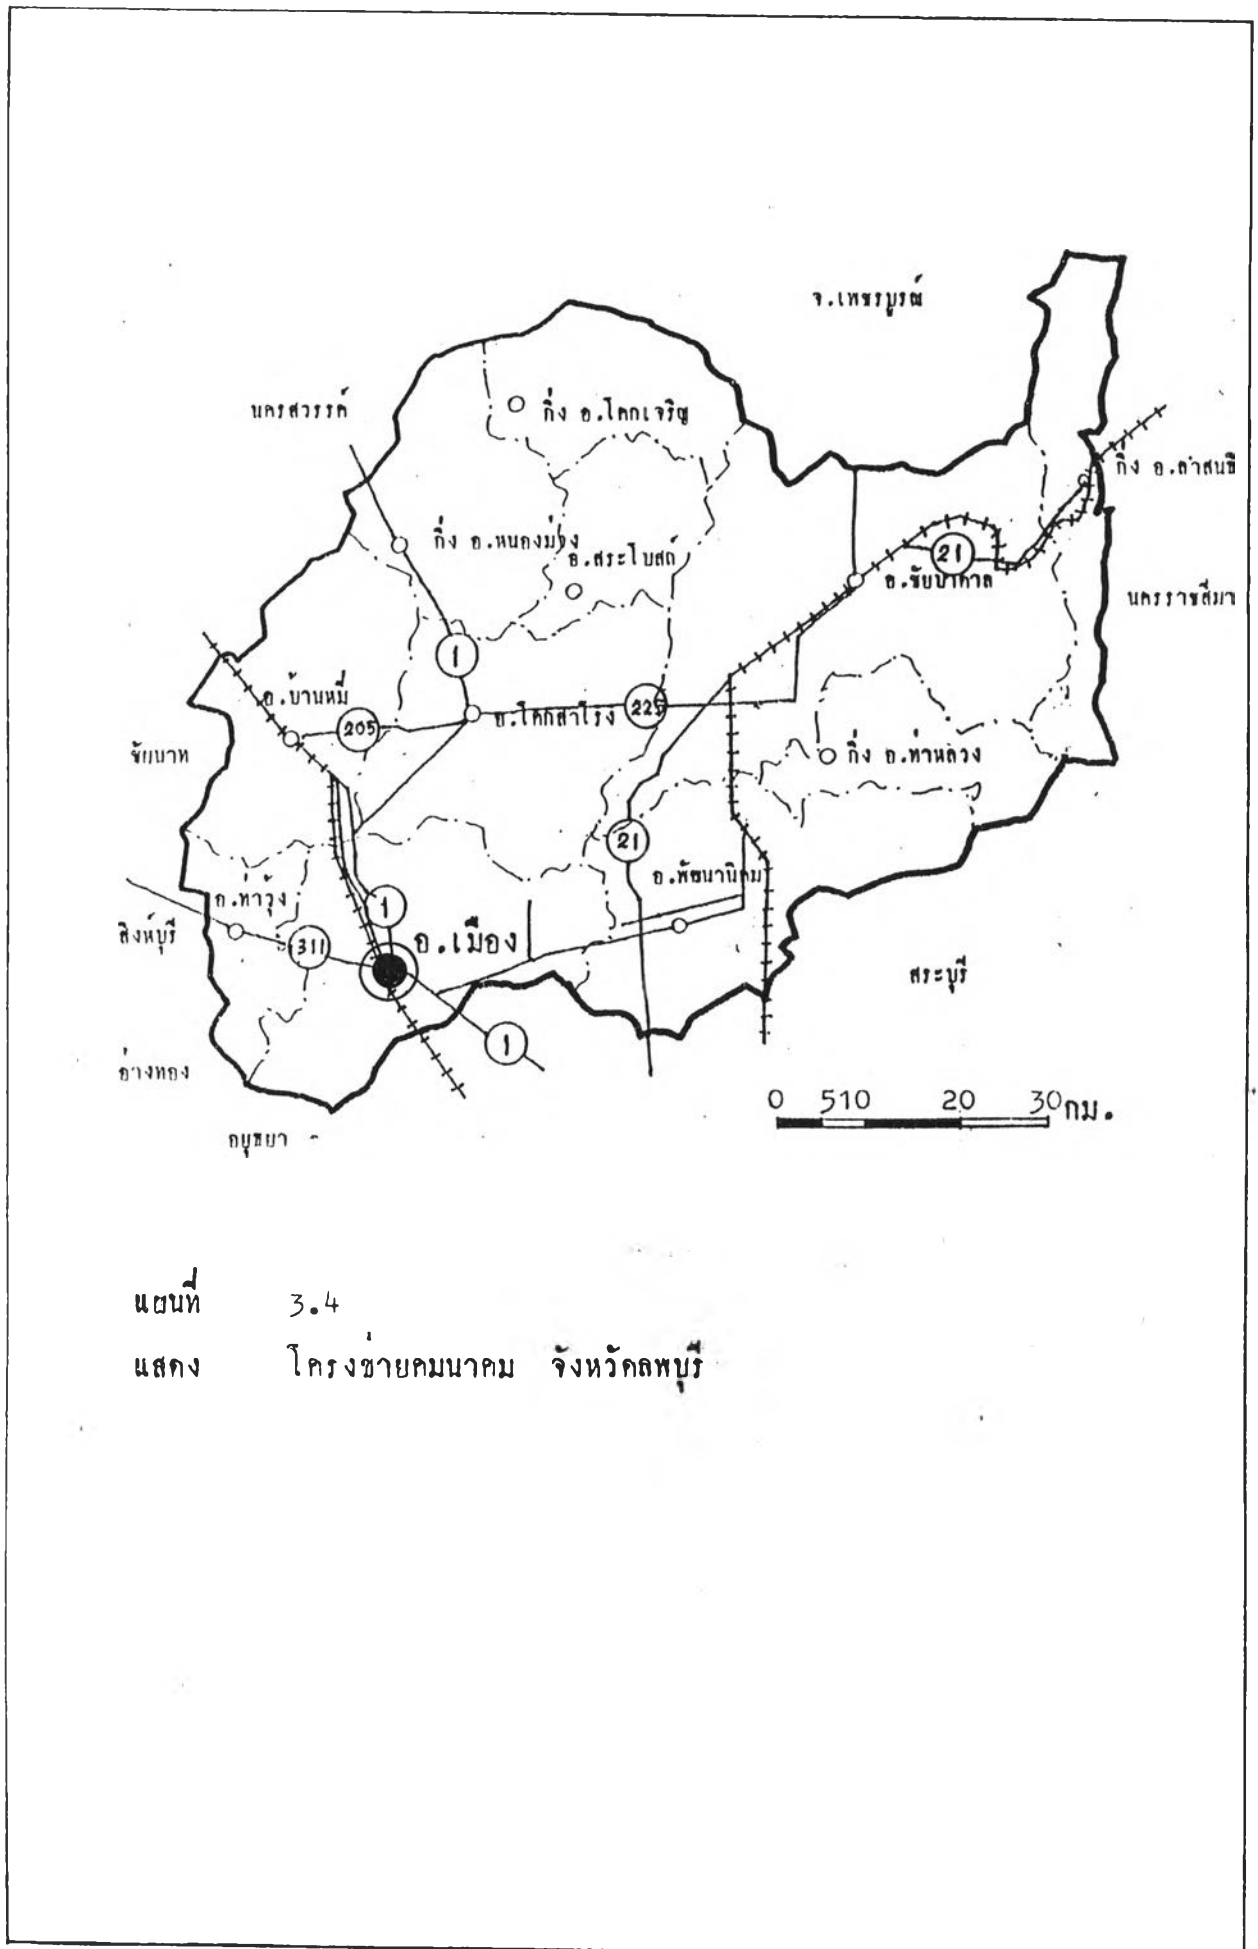 จ.เพชรบูรณ์
นครสวรรค์
กิ่ง อ.โคกเจริญ
กิ่ง อ.ลำสนธิ
กิ่ง อ.หนองม่วง
อ.สระโบสถ์
21
อ.ชัยบาดาล
นครราชสีมา
1
อ.บ้านหมี่
205
อ.โคกสำโรง
225
ชัยนาท
กิ่ง อ.ท่าหลวง
21
อ.พัฒนานิคม
อ.ท่าวุ้ง
1
สิงห์บุรี
311
อ.เมือง
สระบุรี
1
อ่างทอง
0 5 10 20 30 กม.
อยุธยา
แผนที่ 3.4
แสดง โครงข่ายคมนาคม จังหวัดลพบุรี